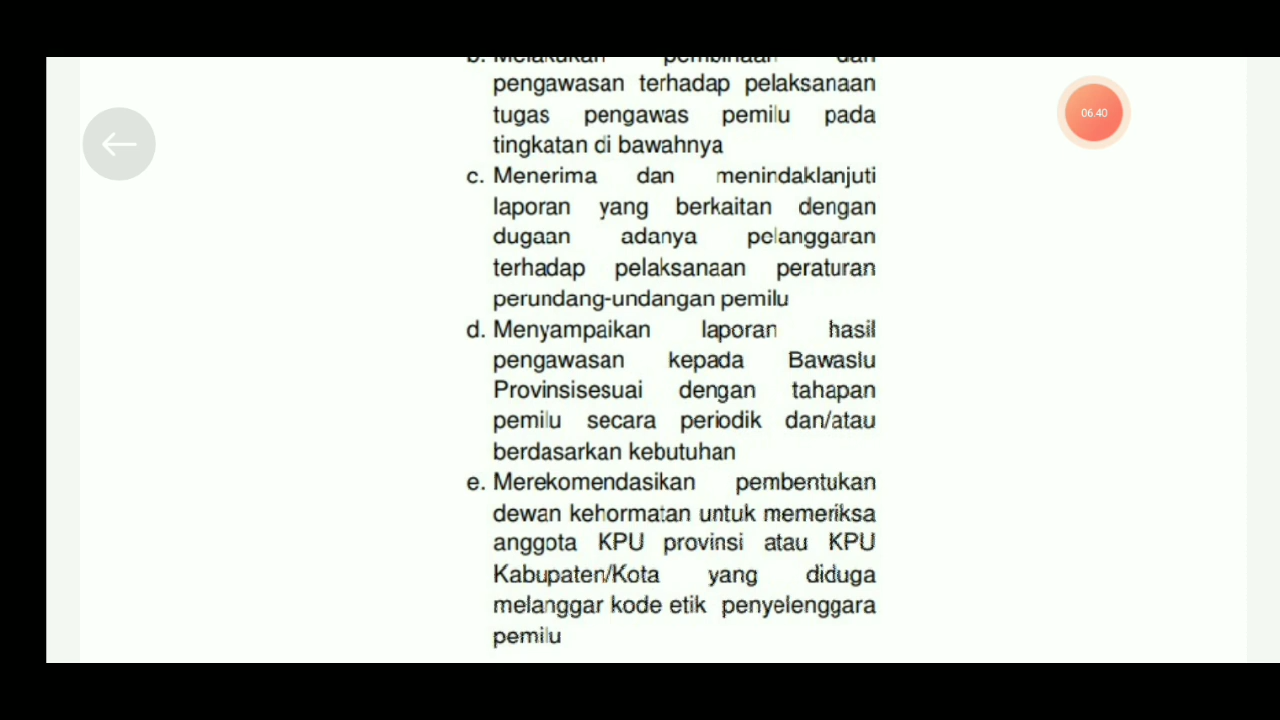 b. Melakukan pembinaan dan
pengawasan terhadap pelaksanaan
tugas pengawas pemilu pada
tingkatan di bawahnya
c. Menerima dan menindaklanjuti
laporan yang berkaitan dengan
dugaan adanya pelanggaran
terhadap pelaksanaan peraturan
perundang-undangan pemilu
d. Menyampaikan laporan hasil
pengawasan kepada Bawaslu
Provinsisesuai dengan tahapan
pemilu secara periodik dan/atau
berdasarkan kebutuhan
e. Merekomendasikan pembentukan
dewan kehormatan untuk memeriksa
anggota KPU provinsi atau KPU
Kabupaten/Kota yang diduga
melanggar kode etik penyelenggara
pemilu
06.40